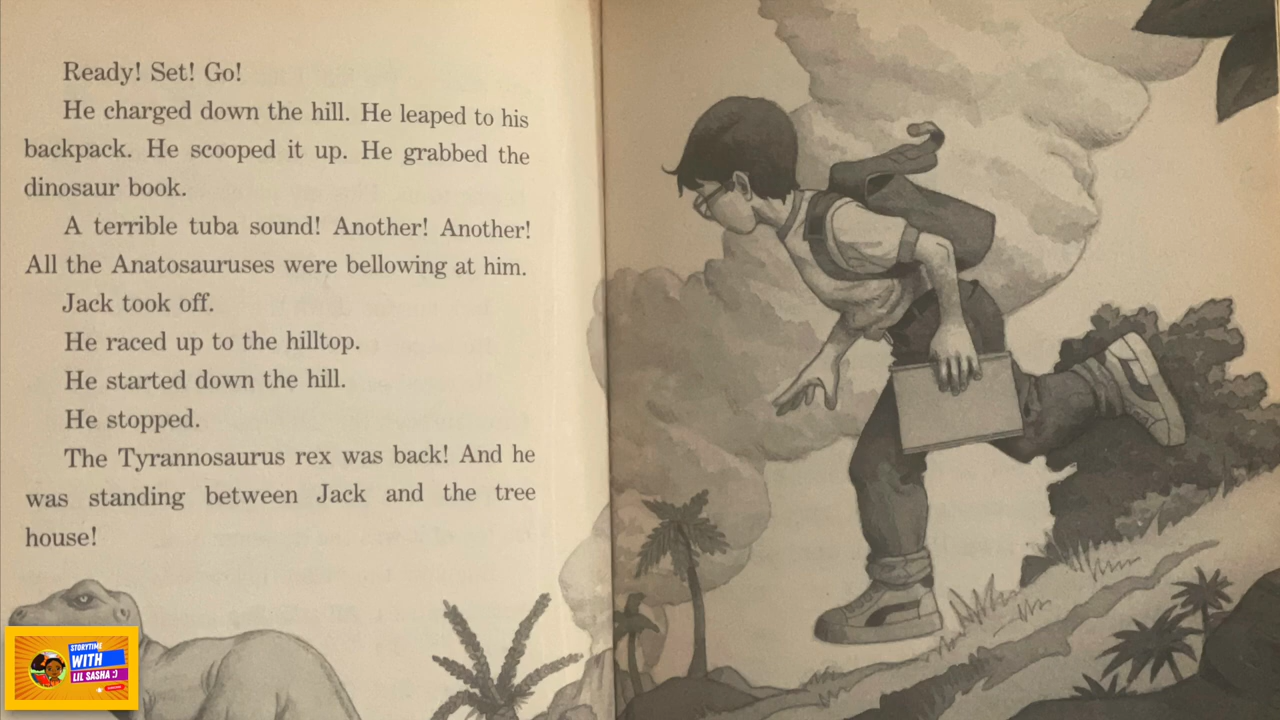 Ready! Set! Go!
He charged down the hill. He leaped to his
backpack. He scooped it up. He grabbed the
dinosaur book.
A terrible tuba sound! Another! Another!
All the Anatosauruses were bellowing at him.
Jack took off.
He raced up to the hilltop.
He started down the hill.
He stopped.
The Tyrannosaurus rex was back! And he
was standing between Jack and the tree
house!
STORYTIME
WITH
LIL SASHA :)